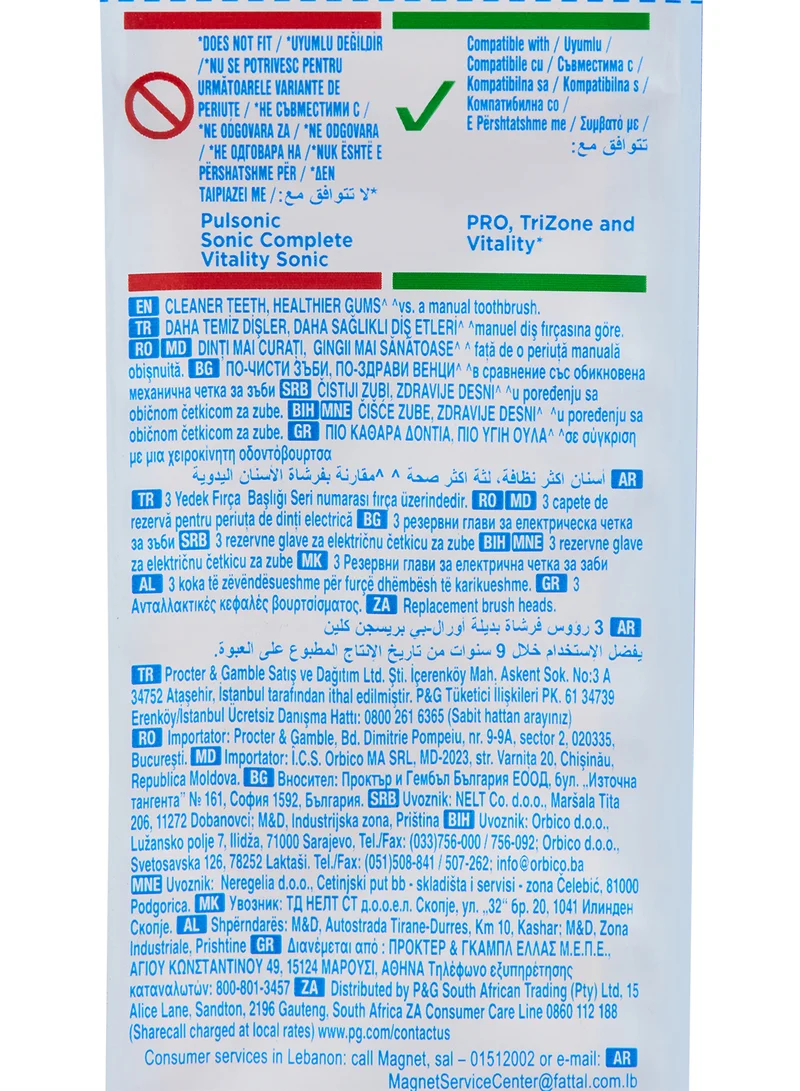 *DOES NOT FIT / *UYUMLU DEĞİLDİR
/*NU SE POTRIVESC PENTRU
URMĂTOARELE VARIANTE DE
PERIUȚE / *НЕ СЪВМЕСТИМИ С /
*NE ODGOVARA ZA / *NE ODGOVARA
/ *НЕ ОДГОВАРА НА /*NUK ËSHTË E
PËRSHATSHME PËR / *ΔΕΝ
ΤΑΙΡΙΑΖΕΙ ΜΕ / :لا تتوافق مع*
Pulsonic
Sonic Complete
Vitality Sonic
Compatible with / Uyumlu /
Compatibile cu / Съвместима с /
Kompatibilna sa / Kompatibilna s /
Компатибилна со /
E Përshtatshme me / Συμβατό με /
تتوافق مع:
PRO, TriZone and
Vitality*
EN CLEANER TEETH, HEALTHIER GUMS^ ^vs. a manual toothbrush.
TR DAHA TEMİZ DİŞLER, DAHA SAĞLIKLI DİŞ ETLERİ^ ^manuel diş fırçasına göre.
RO MD DINȚI MAI CURAȚI, GINGII MAI SĂNĂTOASE^ ^ față de o periuță manuală
obișnuită. BG ПО-ЧИСТИ ЗЪБИ, ПО-ЗДРАВИ ВЕНЦИ^ ^в сравнение със обикновена
механична четка за зъби SRB ČISTIJI ZUBI, ZDRAVIJE DESNI^ ^u poređenju sa
običnom četkicom za zube. BIH MNE ČIŠĆE ZUBE, ZDRAVIJE DESNI^ ^u poređenju sa
običnom četkicom za zube. GR ΠΙΟ ΚΑΘΑΡΑ ΔΟΝΤΙΑ, ΠΙΟ ΥΓΙΗ ΟΥΛΑ^ ^σε σύγκριση
με μια χειροκίνητη οδοντόβουρτσα
AR أسنان اكثر نظافة، لثة اكثر صحة ^ ^مقارنة بفرشاة الأسنان اليدوية
TR 3 Yedek Fırça Başlığı Seri numarası fırça üzerindedir. RO MD 3 capete de
rezervă pentru periuța de dinți electrică BG 3 резервни глави за електрическа четка
за зъби SRB 3 rezervne glave za električnu četkicu za zube BIH MNE 3 rezervne glave
za električnu četkicu za zube MK 3 Резервни глави за електрична четка за заби
AL 3 koka të zëvëndësueshme për furçë dhëmbësh të karikueshme. GR 3
Ανταλλακτικές κεφαλές βουρτσίσματος. ZA Replacement brush heads.
AR 3 رؤوس فرشاة بديلة أورال-بي بريسجن كلين
يفضل الاستخدام خلال 9 سنوات من تاريخ الإنتاج المطبوع على العبوة.
TR Procter & Gamble Satış ve Dağıtım Ltd. Şti. İçerenköy Mah. Askent Sok. No:3 A
34752 Ataşehir, İstanbul tarafından ithal edilmiştir. P&G Tüketici İlişkileri PK. 61 34739
Erenköy/İstanbul Ücretsiz Danışma Hattı: 0800 261 6365 (Sabit hattan arayınız)
RO Importator: Procter & Gamble, Bd. Dimitrie Pompeiu, nr. 9-9A, sector 2, 020335,
București. MD Importator: Î.C.S. Orbico MA SRL, MD-2023, str. Varnița 20, Chișinău,
Republica Moldova. BG Вносител: Проктър и Гембъл България ЕООД, бул. „Източна
тангента" № 161, София 1592, България. SRB Uvoznik: NELT Co. d.o.o., Maršala Tita
206, 11272 Dobanovci; M&D, Industrijska zona, Priština BIH Uvoznik: Orbico d.o.o.,
Lužansko polje 7, Ilidža, 71000 Sarajevo, Tel./Fax: (033)756-000 / 756-092; Orbico d.o.o.,
Svetosavska 126, 78252 Laktaši. Tel./Fax: (051)508-841 / 507-262; info@orbico.ba
MNE Uvoznik: Neregelia d.o.o., Cetinjski put bb - skladišta i servisi - zona Čelebić, 81000
Podgorica. MK Увозник: ТД НЕЛТ СТ д.о.о.е.л. Скопје, ул. „32" бр. 20, 1041 Илинден
Скопје. AL Shpërndarës: M&D, Autostrada Tirane-Durres, Km 10, Kashar; M&D, Zona
Industriale, Prishtine GR Διανέμεται από : ΠΡΟΚΤΕΡ & ΓΚΑΜΠΛ ΕΛΛΑΣ Μ.Ε.Π.Ε.,
ΑΓΙΟΥ ΚΩΝΣΤΑΝΤΙΝΟΥ 49, 15124 ΜΑΡΟΥΣΙ, ΑΘΗΝΑ Τηλέφωνο εξυπηρέτησης
καταναλωτών: 800-801-3457 ZA Distributed by P&G South African Trading (Pty) Ltd. 15
Alice Lane, Sandton, 2196 Gauteng, South Africa ZA Consumer Care Line 0860 112 188
(Sharecall charged at local rates) www.pg.com/contactus
Consumer services in Lebanon: call Magnet, sal – 01512002 or e-mail: AR
MagnetServiceCenter@fattal.com.lb